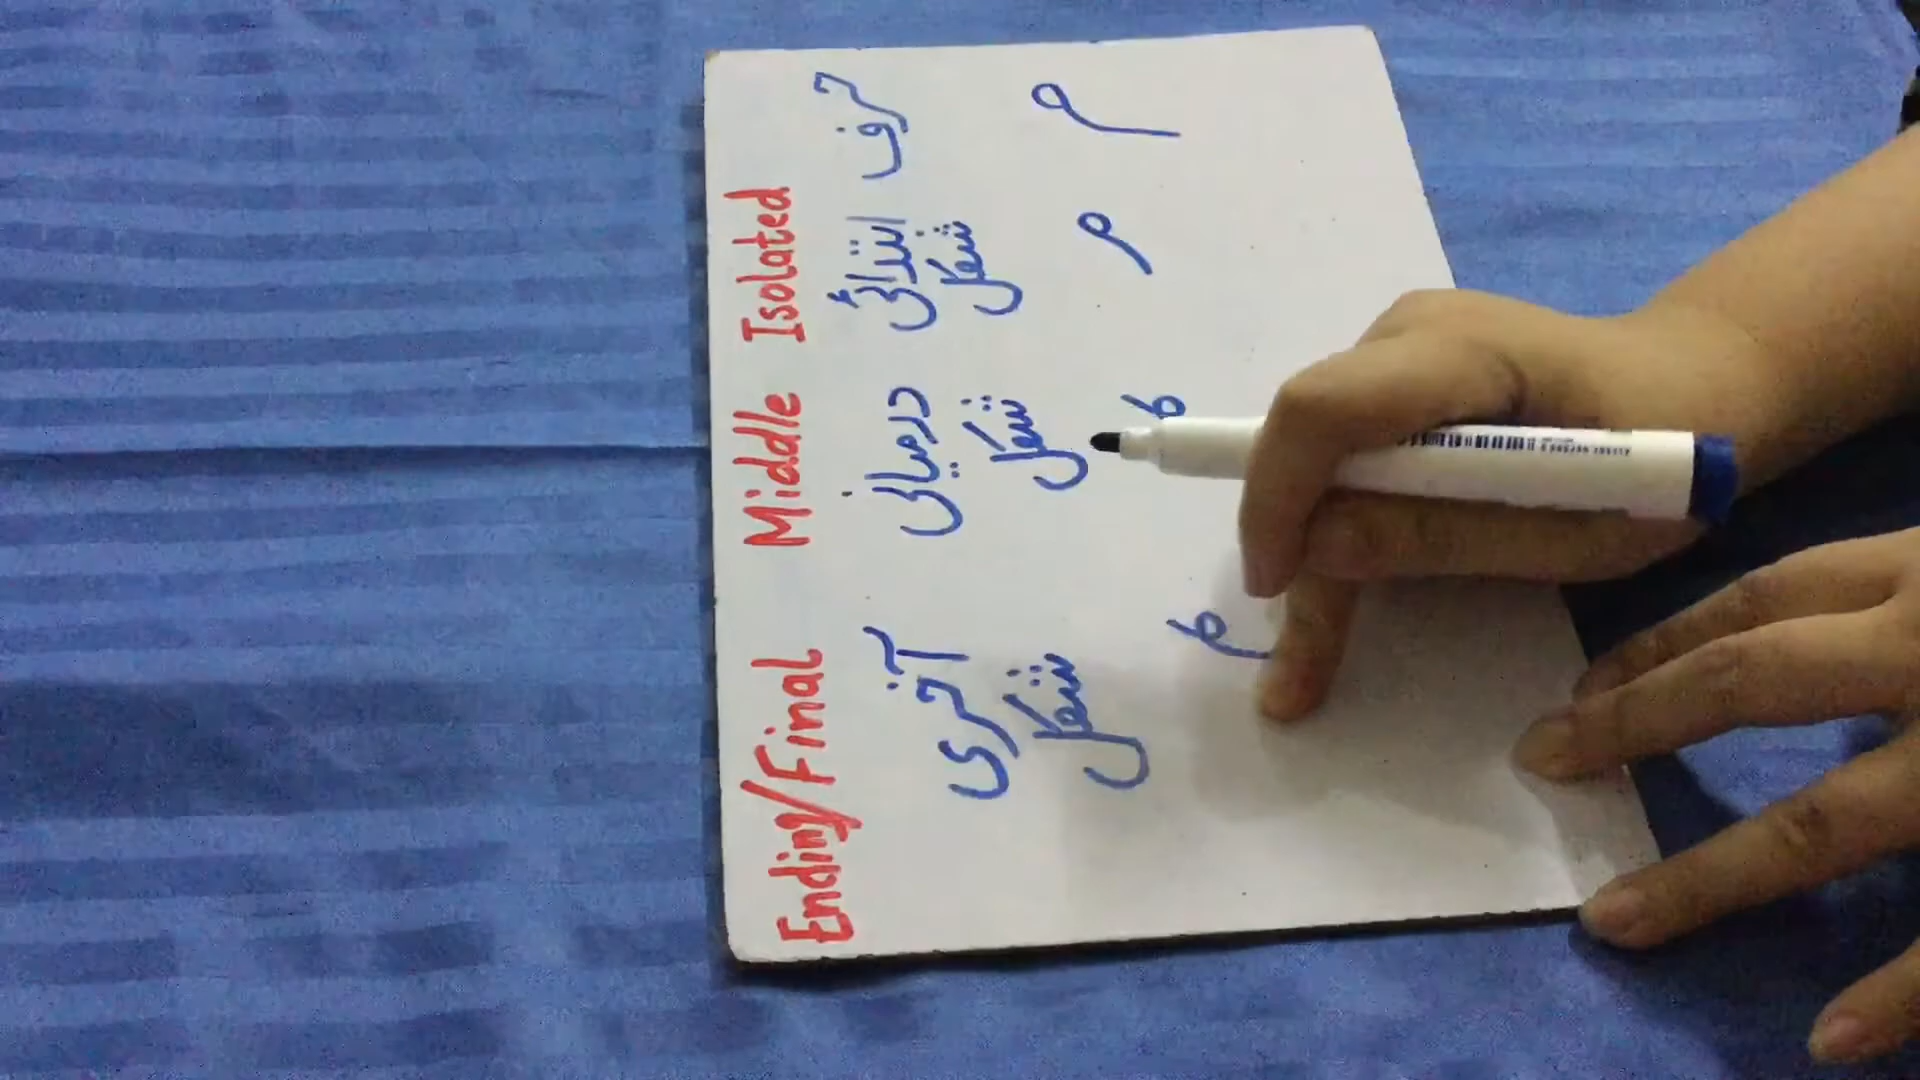 Ending/Final Middle Isolated
حرف ابتدائی درمیانی آخری
شکل شکل شکل
م مـ ـمـ ـم